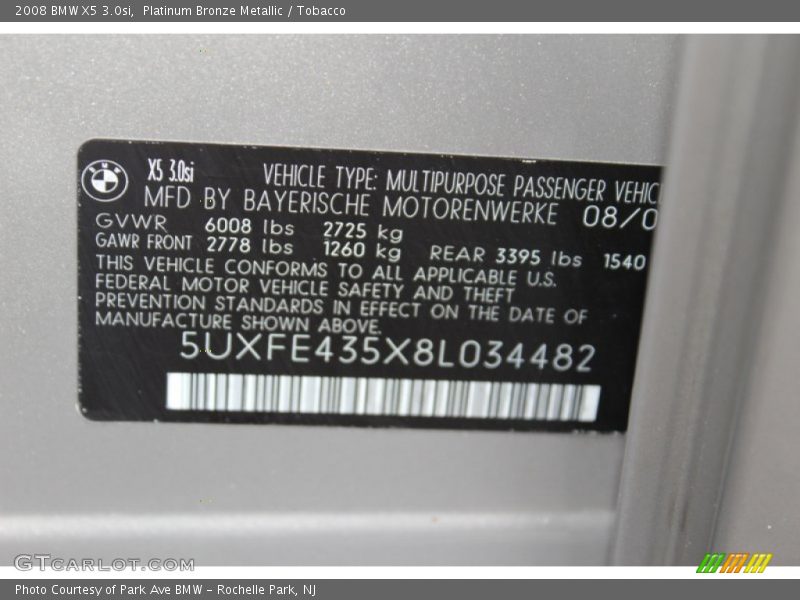 2008 BMW X5 3.0si, Platinum Bronze Metallic / Tobacco
BMW X5 3.0si VEHICLE TYPE: MULTIPURPOSE PASSENGER VEHIC
MFD BY BAYERISCHE MOTORENWERKE 08/0
GVWR 6008 lbs 2725 kg
GAWR FRONT 2778 lbs 1260 kg REAR 3395 lbs 1540
THIS VEHICLE CONFORMS TO ALL APPLICABLE U.S.
FEDERAL MOTOR VEHICLE SAFETY AND THEFT
PREVENTION STANDARDS IN EFFECT ON THE DATE OF
MANUFACTURE SHOWN ABOVE.
5UXFE435X8L034482
GTCARLOT.COM
Photo Courtesy of Park Ave BMW - Rochelle Park, NJ